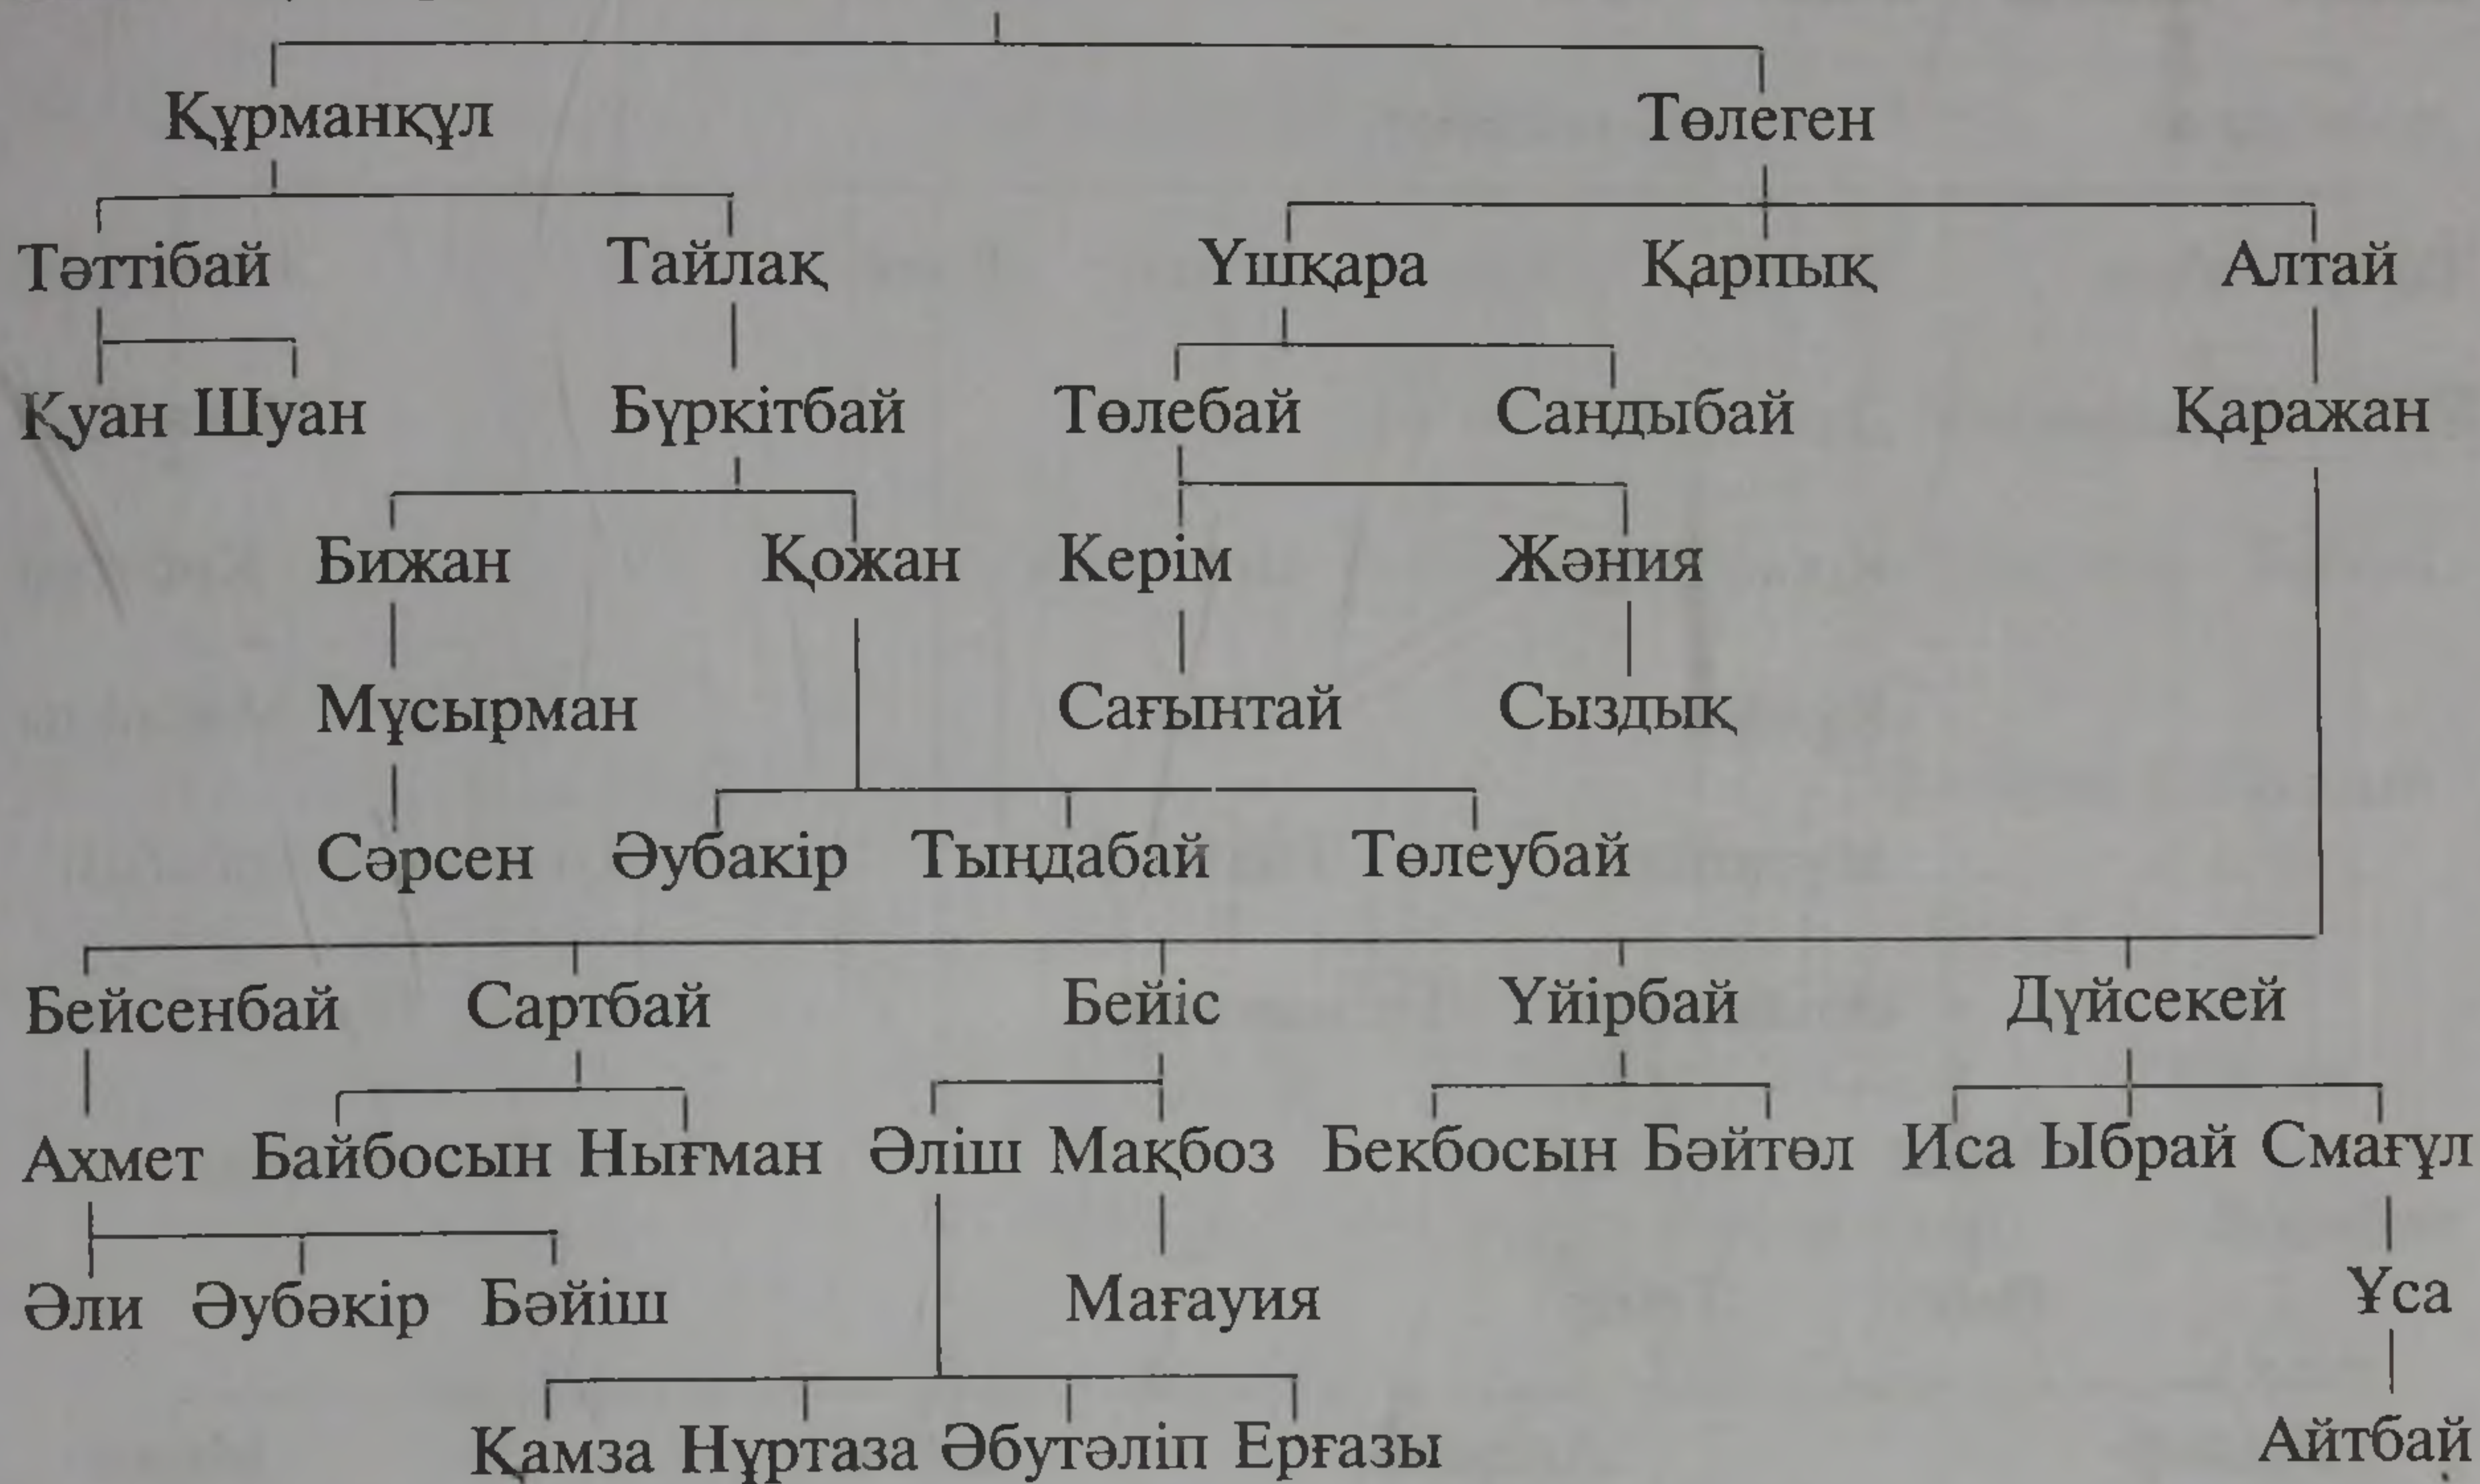 Құрманқұл Төлеген
Тәттібай Тайлақ Үшқара Қарпық Алтай
Қуан Шуан Бүркітбай Төлебай Сандыбай Қаражан
Бижан Қожан Керім Жәния
Мұсырман Сағынтай Сыздық
Сәрсен Әубакір Тыңдабай Төлеубай
Бейсенбай Сартбай Бейіс Үйірбай Дүйсекей
Ахмет Байбосын Нығман Әліш Мақбоз Бекбосын Бәйтөл Иса Ыбрай Смағұл
Әли Әубәкір Бәйіш Мағауия Ұса
Қамза Нұртаза Әбутәліп Ерғазы Айтбай